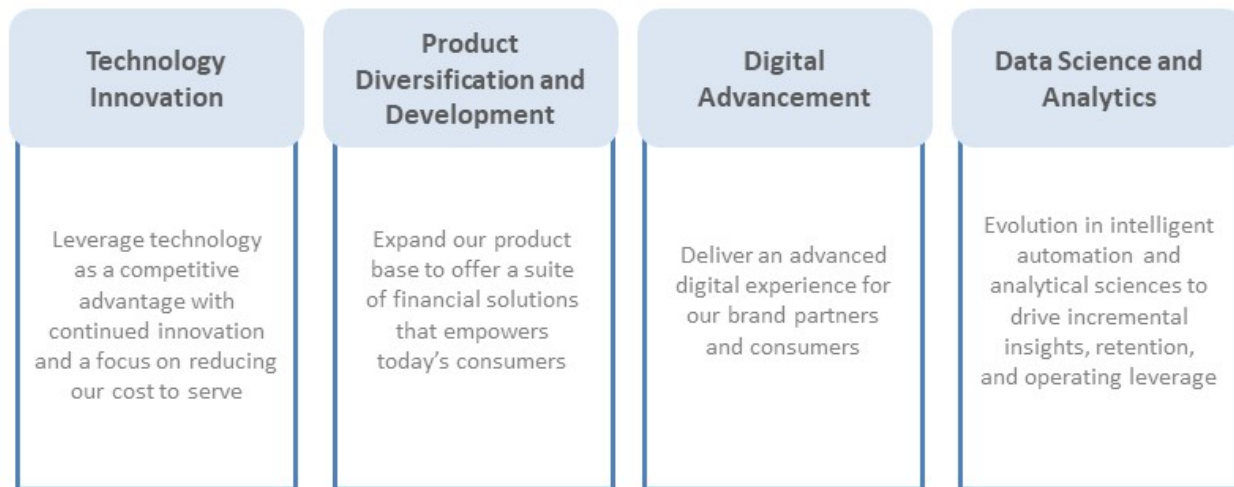 Technology
Innovation
Leverage technology
as a competitive
advantage with
continued innovation
and a focus on reducing
our cost to serve
Product
Diversification and
Development
Expand our product
base to offer a suite
of financial solutions
that empowers
today's consumers
Digital
Advancement
Deliver an advanced
digital experience for
our brand partners
and consumers
Data Science and
Analytics
Evolution in intelligent
automation and
analytical sciences to
drive incremental
insights, retention,
and operating leverage